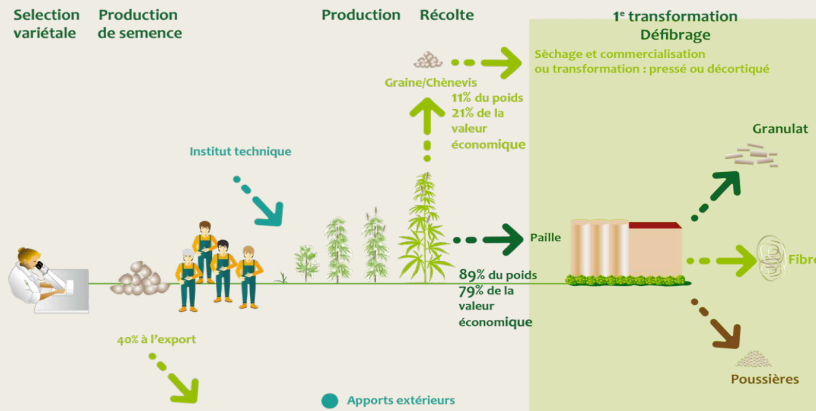 Selection
variétale
Production
de semence
Production
Récolte
1e transformation
Défibrage
Sèchage et commercialisation
ou transformation : pressé ou décortiqué
Graine/Chènevis
11% du poids
21% de la
valeur
économique
Granulat
Institut technique
Paille
Fibre
89% du poids
79% de la
valeur
économique
40% à l'export
Poussières
Apports extérieurs